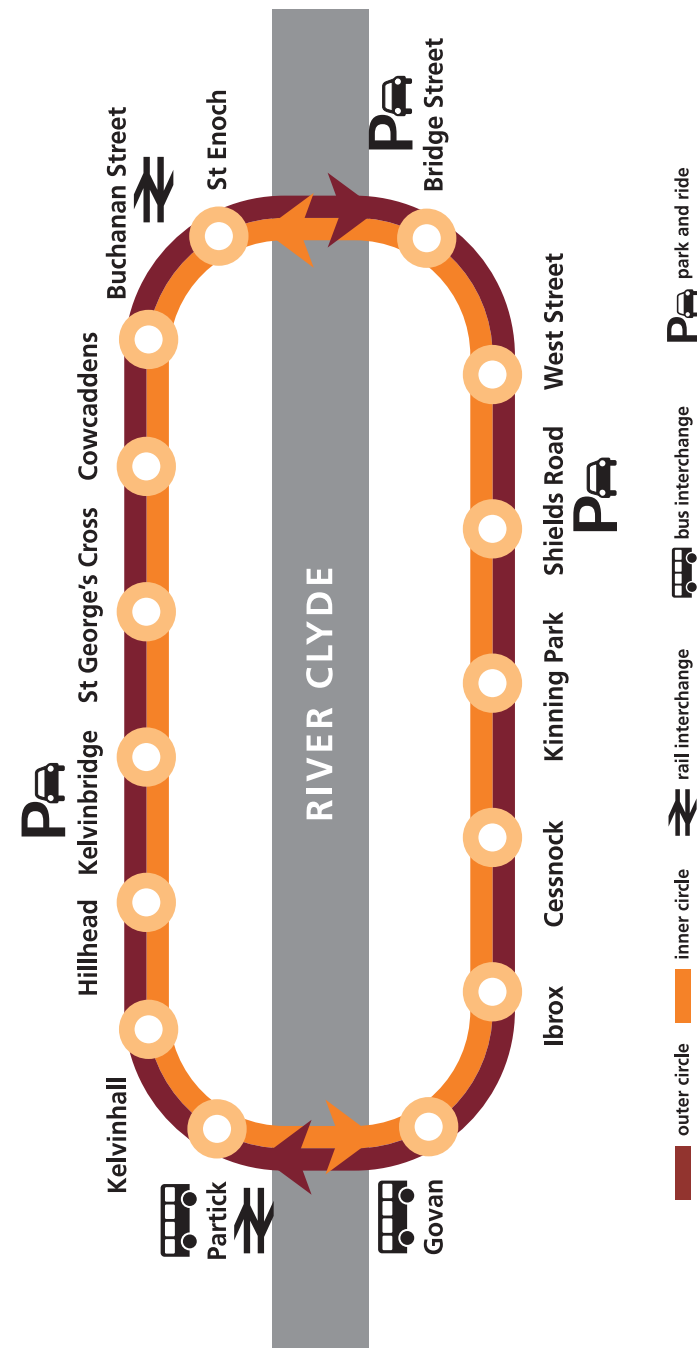 Kelvinhall
Hillhead
Kelvinbridge
P
St George's Cross
Cowcaddens
Buchanan Street
St Enoch
Partick
RIVER CLYDE
Govan
Bridge Street
P
Ibrox
Cessnock
Kinning Park
Shields Road
P
West Street
outer circle
inner circle
rail interchange
bus interchange
P park and ride